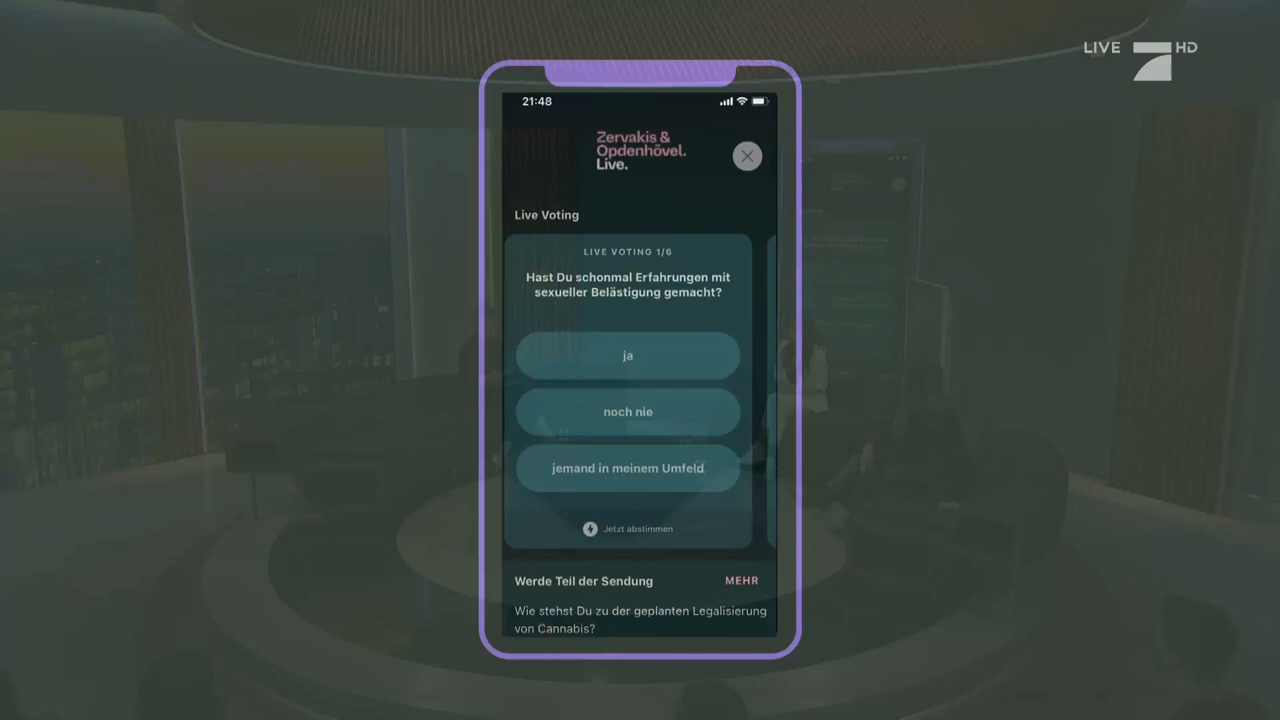 LIVE HD
21:48
Zervakis &
Opdenhövel.
Live.
Live Voting
LIVE VOTING 1/6
Hast Du schonmal Erfahrungen mit
sexueller Belästigung gemacht?
ja
noch nie
jemand in meinem Umfeld
Jetzt abstimmen
Werde Teil der Sendung MEHR
Wie stehst Du zu der geplanten Legalisierung
von Cannabis?